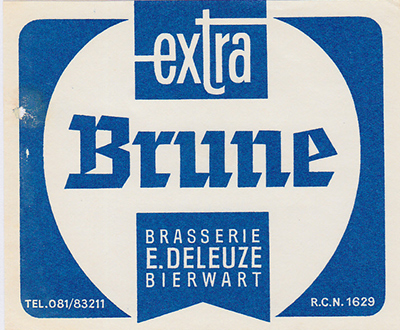 extra
Brune
BRASSERIE
E. DELEUZE
BIERWART
TEL. 081/83211
R.C.N. 1629